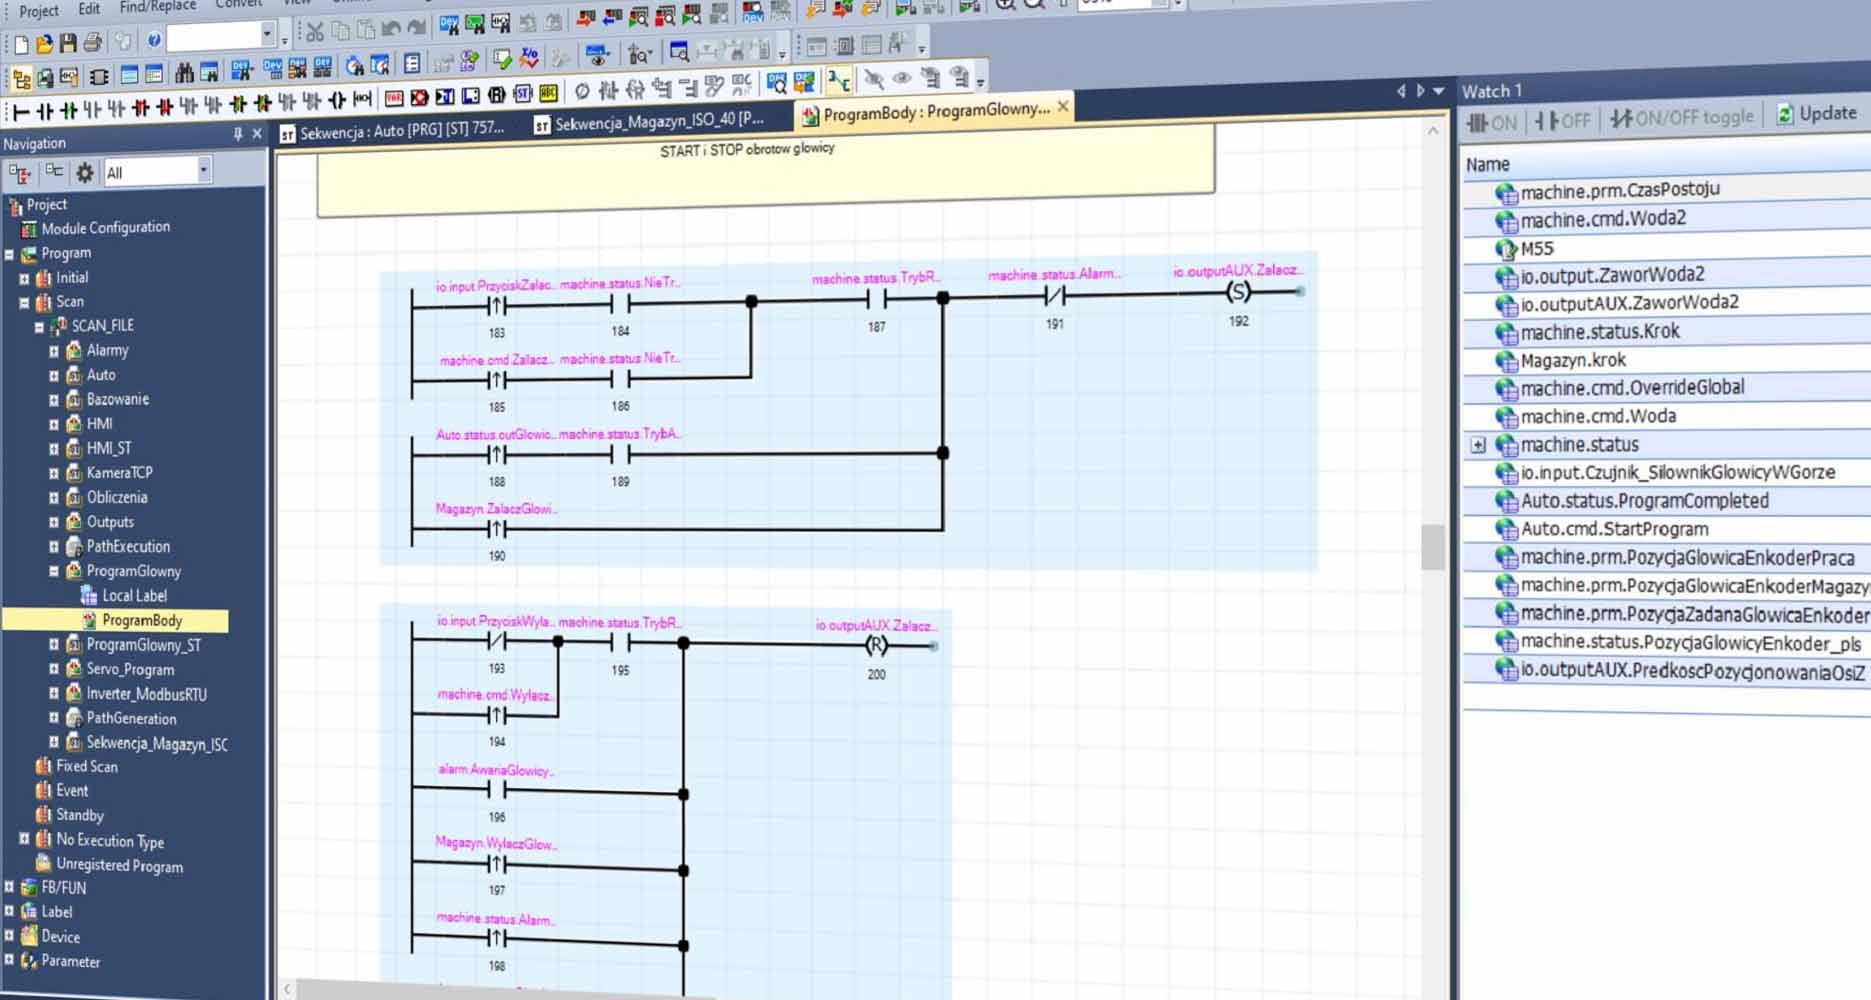 Project Edit Find/Replace Convert View
All
Navigation
Project
Module Configuration
Program
Initial
Scan
SCAN_FILE
Alarmy
Auto
Bazowanie
HMI
HMI_ST
KameraTCP
Obliczenia
Outputs
PathExecution
ProgramGlowny
Local Label
ProgramBody
ProgramGlowny_ST
Servo_Program
Inverter_ModbusRTU
PathGeneration
Sekwencja_Magazyn_ISC
Fixed Scan
Event
Standby
No Execution Type
Unregistered Program
FB/FUN
Label
Device
Parameter
Sekwencja : Auto [PRG] [ST] 757...
Sekwencja_Magazyn_ISO_40 [P...
ProgramBody : ProgramGlowny...
START i STOP obrotow glowicy
io.input.PrzyciskZalac.. machine.status.NieTr.. machine.status.TrybR.. machine.status.Alarm.. io.outputAUX.Zalacz..
S
183 184 187 191 192
machine.cmd.Zalacz.. machine.status.NieTr..
185 186
Auto.status.outGlowic.. machine.status.TrybA..
188 189
Magazyn.ZalaczGlowi..
190
io.input.PrzyciskWyla.. machine.status.TrybR.. io.outputAUX.Zalacz..
R
193 195 200
machine.cmd.Wylacz..
194
alarm.AwariaGlowicy..
196
Magazyn.WylaczGlow..
197
machine.status.Alarm..
198
Watch 1
ON OFF ON/OFF toggle Update
Name
machine.prm.CzasPostoju
machine.cmd.Woda2
M55
io.output.ZaworWoda2
io.outputAUX.ZaworWoda2
machine.status.Krok
Magazyn.krok
machine.cmd.OverrideGlobal
machine.cmd.Woda
machine.status
io.input.Czujnik_SilownikGlowicyWGorze
Auto.status.ProgramCompleted
Auto.cmd.StartProgram
machine.prm.PozycjaGlowicaEnkoderPraca
machine.prm.PozycjaGlowicaEnkoderMagazy
machine.prm.PozycjaZadanaGlowicaEnkoder
machine.status.PozycjaGlowicyEnkoder_pls
io.outputAUX.PredkoscPozycjonowaniaOsiZ